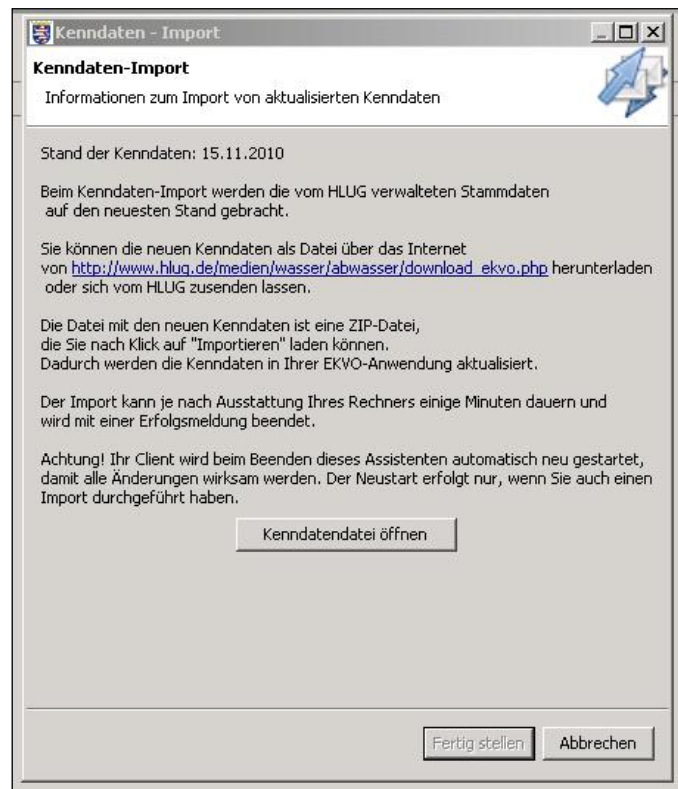 Kenndaten - Import
Kenndaten-Import
Informationen zum Import von aktualisierten Kenndaten
Stand der Kenndaten: 15.11.2010
Beim Kenndaten-Import werden die vom HLUG verwalteten Stammdaten
auf den neuesten Stand gebracht.
Sie können die neuen Kenndaten als Datei über das Internet
von http://www.hlug.de/medien/wasser/abwasser/download_ekvo.php herunterladen
oder sich vom HLUG zusenden lassen.
Die Datei mit den neuen Kenndaten ist eine ZIP-Datei,
die Sie nach Klick auf "Importieren" laden können.
Dadurch werden die Kenndaten in Ihrer EKVO-Anwendung aktualisiert.
Der Import kann je nach Ausstattung Ihres Rechners einige Minuten dauern und
wird mit einer Erfolgsmeldung beendet.
Achtung! Ihr Client wird beim Beenden dieses Assistenten automatisch neu gestartet,
damit alle Änderungen wirksam werden. Der Neustart erfolgt nur, wenn Sie auch einen
Import durchgeführt haben.
Kenndatendatei öffnen
Fertig stellen
Abbrechen